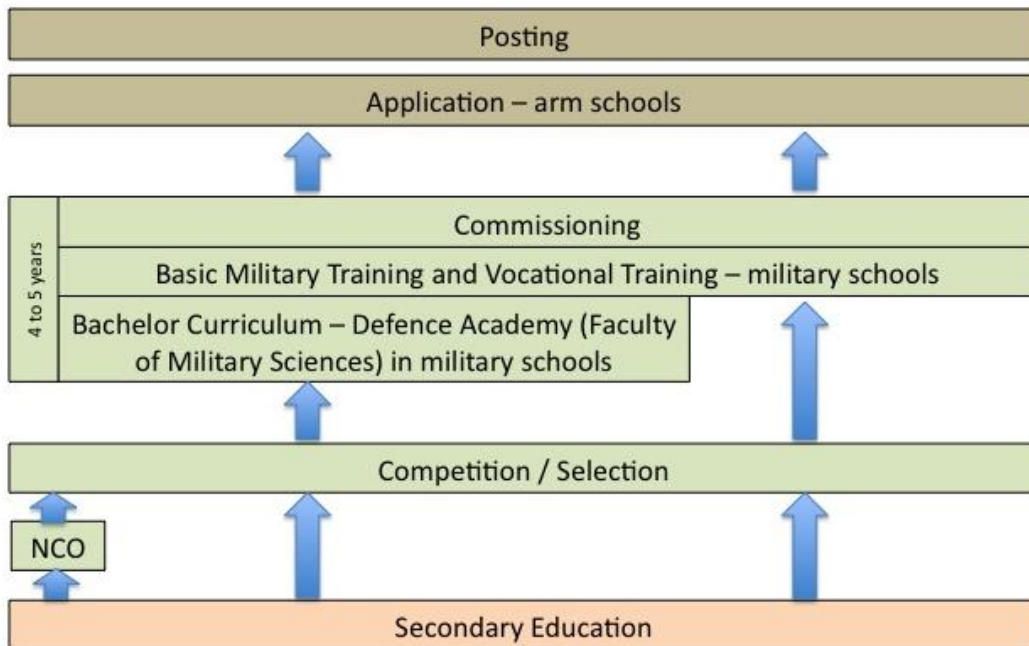 Posting
Application – arm schools
Commissioning
4 to 5 years
Basic Military Training and Vocational Training – military schools
Bachelor Curriculum – Defence Academy (Faculty
of Military Sciences) in military schools
Competition / Selection
NCO
Secondary Education